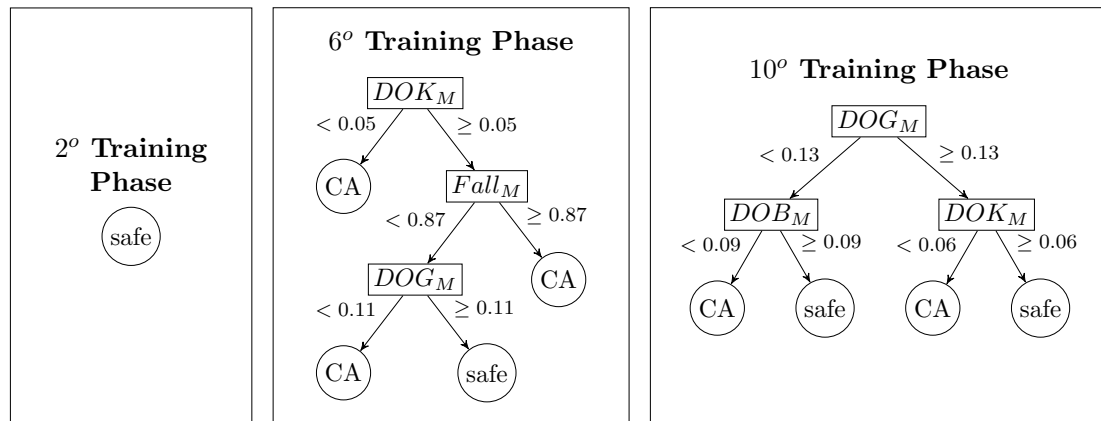 2º Training
Phase
safe
6º Training Phase
DOK_M
< 0.05
≥ 0.05
CA
Fall_M
< 0.87
≥ 0.87
DOG_M
CA
< 0.11
≥ 0.11
CA
safe
10º Training Phase
DOG_M
< 0.13
≥ 0.13
DOB_M
DOK_M
< 0.09
≥ 0.09
< 0.06
≥ 0.06
CA
safe
CA
safe